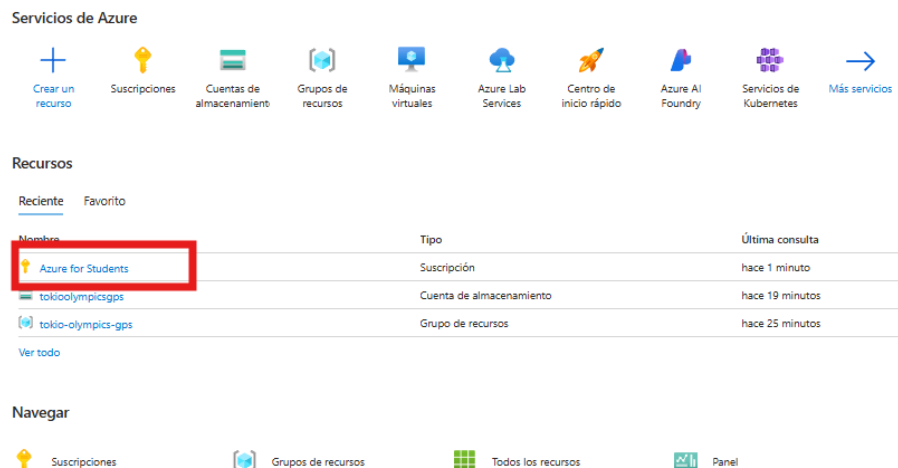 Servicios de Azure
Crear un recurso
Suscripciones
Cuentas de almacenamient
Grupos de recursos
Máquinas virtuales
Azure Lab Services
Centro de inicio rápido
Azure AI Foundry
Servicios de Kubernetes
Más servicios
Recursos
Reciente Favorito
Nombre Tipo Última consulta
Azure for Students Suscripción hace 1 minuto
tokioolympicsgps Cuenta de almacenamiento hace 19 minutos
tokio-olympics-gps Grupo de recursos hace 25 minutos
Ver todo
Navegar
Suscripciones Grupos de recursos Todos los recursos Panel